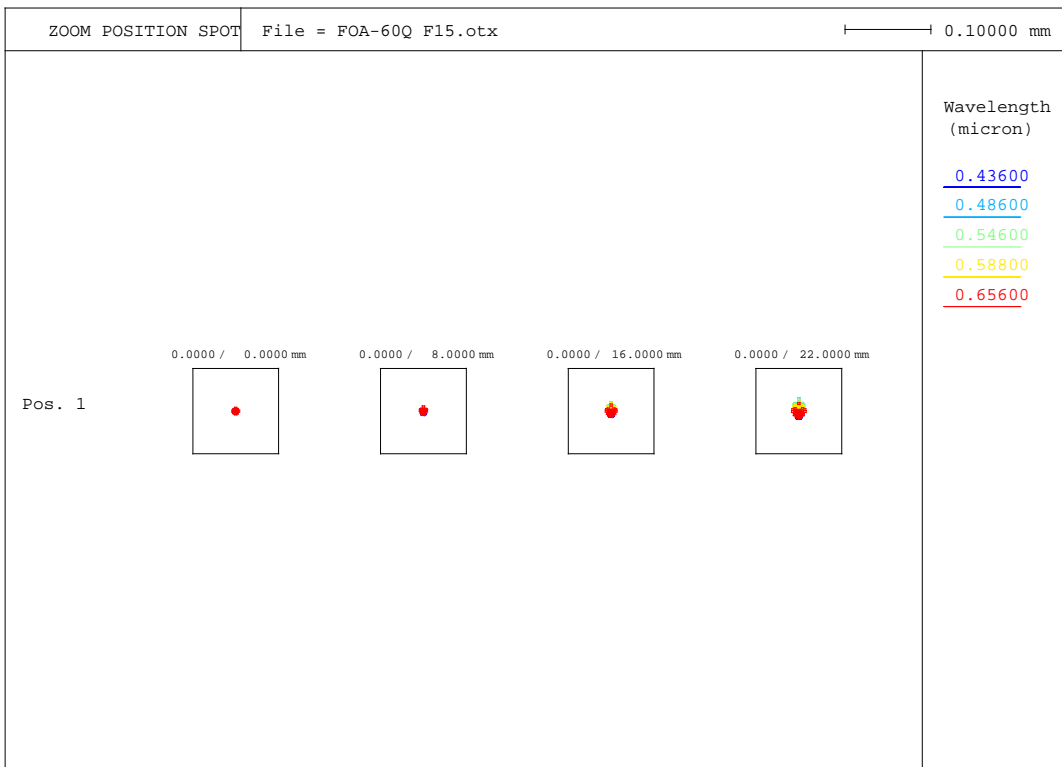 ZOOM POSITION SPOT File = FOA-60Q F15.otx 0.10000 mm
Wavelength
(micron)
0.43600
0.48600
0.54600
0.58800
0.65600
0.0000 / 0.0000 mm 0.0000 / 8.0000 mm 0.0000 / 16.0000 mm 0.0000 / 22.0000 mm
Pos. 1